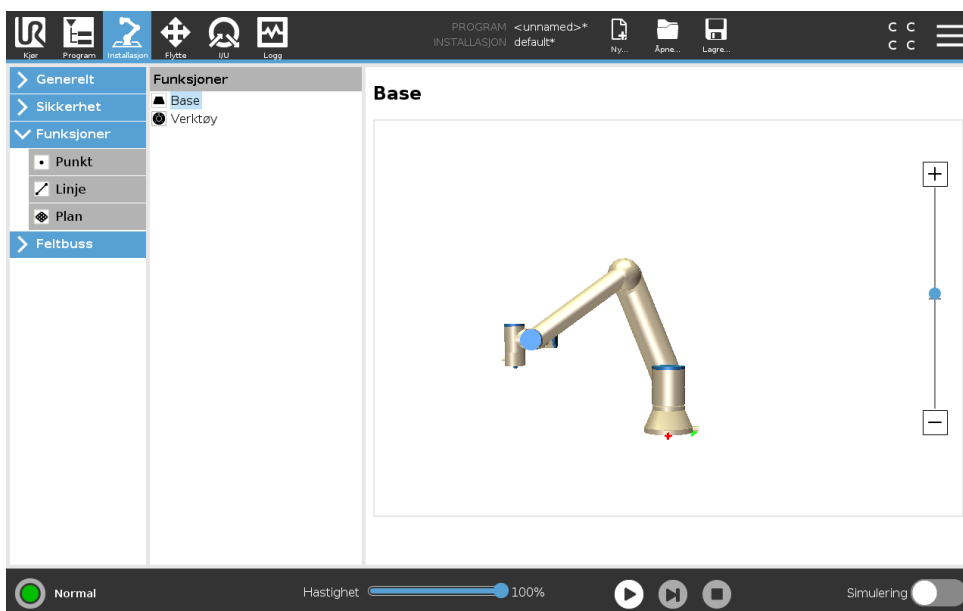 PROGRAM <unnamed>*
INSTALLASJON default*
C C
C C
Kjør
Program
Installasjon
Flytte
I/U
Logg
Ny...
Åpne...
Lagre...
Generelt
Sikkerhet
Funksjoner
Punkt
Linje
Plan
Feltbuss
Funksjoner
Base
Verktøy
Base
Normal
Hastighet
100%
Simulering